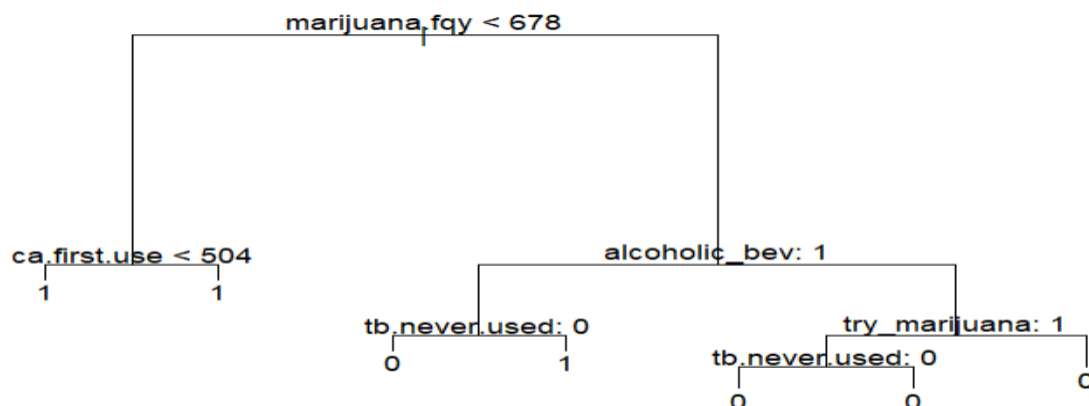 marijuana.fqy < 678
ca.first.use < 504
1
1
alcoholic_bev: 1
tb.never.used: 0
0
1
try_marijuana: 1
tb.never.used: 0
0
0
0